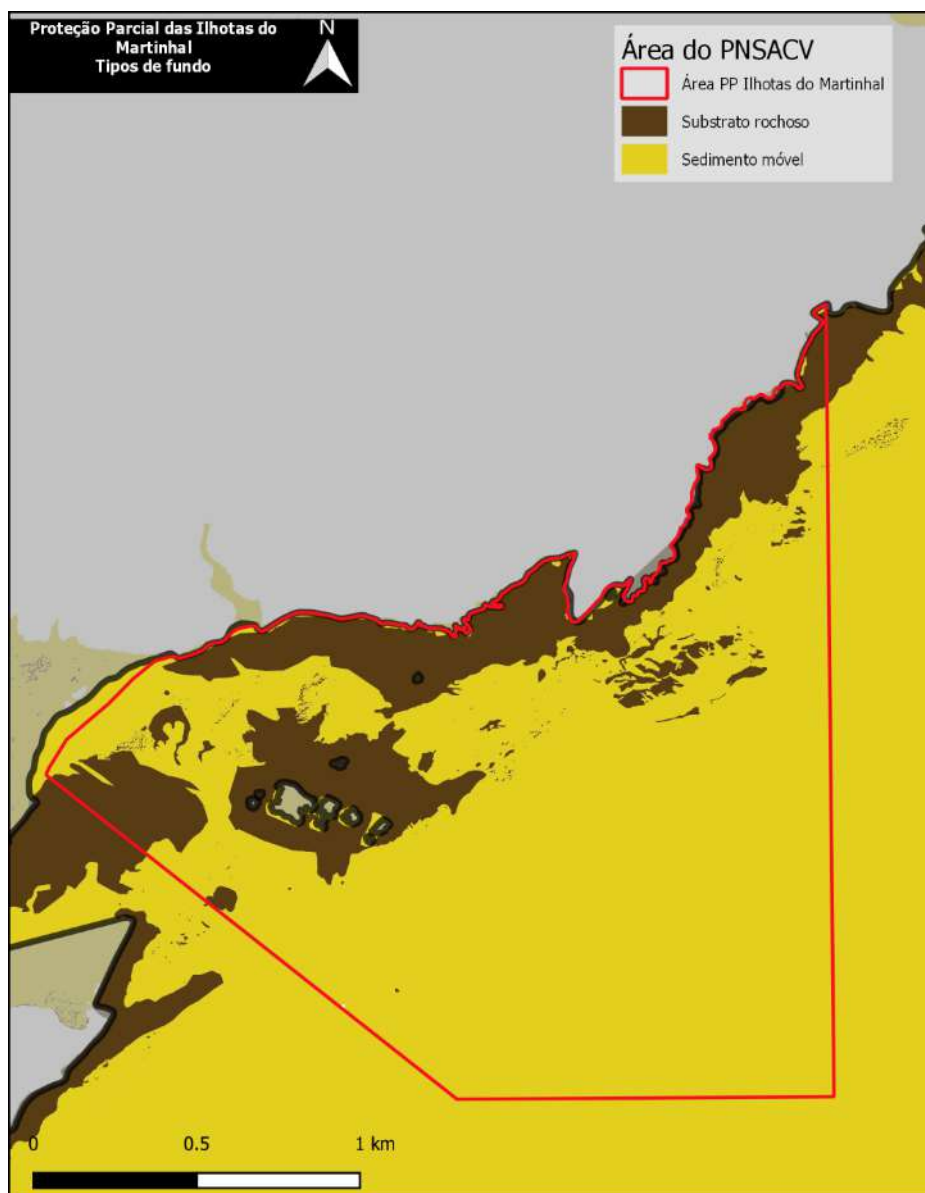 Proteção Parcial das Ilhotas do
Martinhal
Tipos de fundo
N
Área do PNSACV
Área PP Ilhotas do Martinhal
Substrato rochoso
Sedimento móvel
0 0.5 1 km